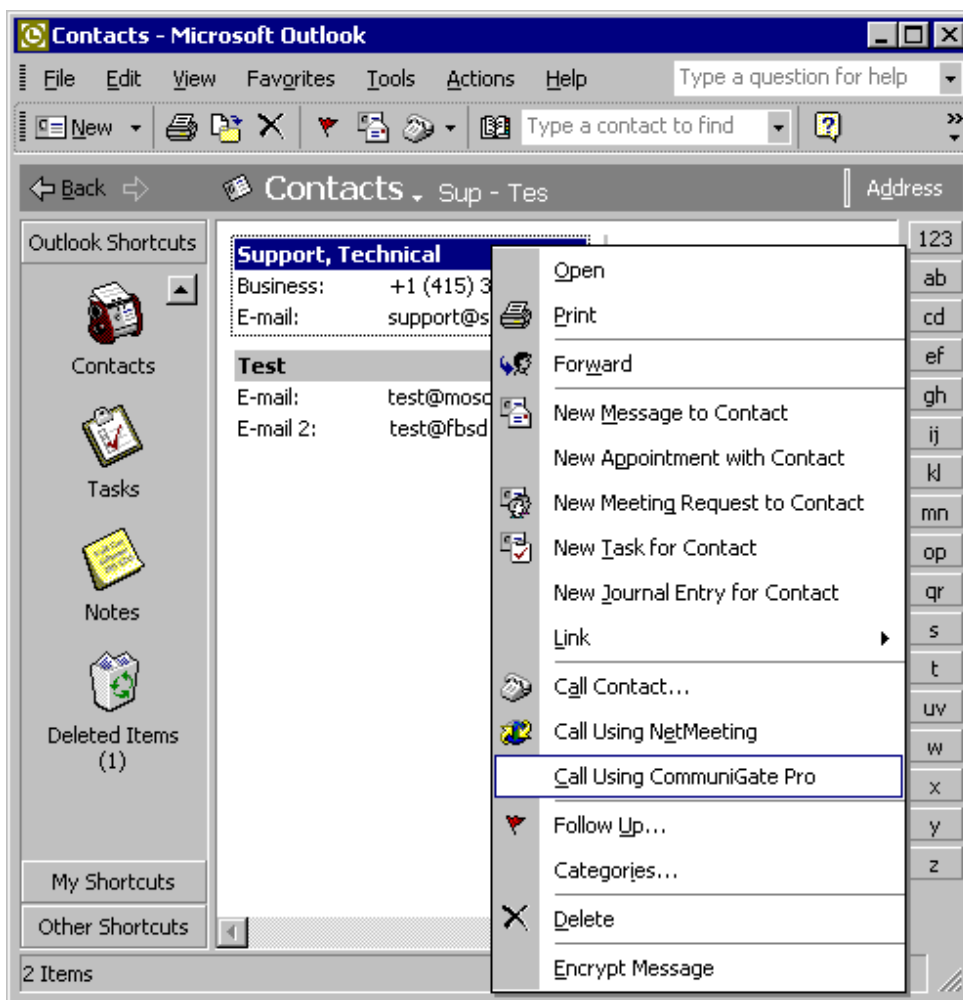 Contacts - Microsoft Outlook
File Edit View Favorites Tools Actions Help Type a question for help
New Type a contact to find
Back Contacts Sup - Tes Address
Outlook Shortcuts
Contacts
Tasks
Notes
Deleted Items
(1)
My Shortcuts
Other Shortcuts
Support, Technical
Business: +1 (415) 3
E-mail: support@s
Test
E-mail: test@mosc
E-mail 2: test@fbsd
Open
Print
Forward
New Message to Contact
New Appointment with Contact
New Meeting Request to Contact
New Task for Contact
New Journal Entry for Contact
Link
Call Contact...
Call Using NetMeeting
Call Using CommuniGate Pro
Follow Up...
Categories...
Delete
Encrypt Message
123
ab
cd
ef
gh
ij
kl
mn
op
qr
s
t
uv
w
x
y
z
2 Items